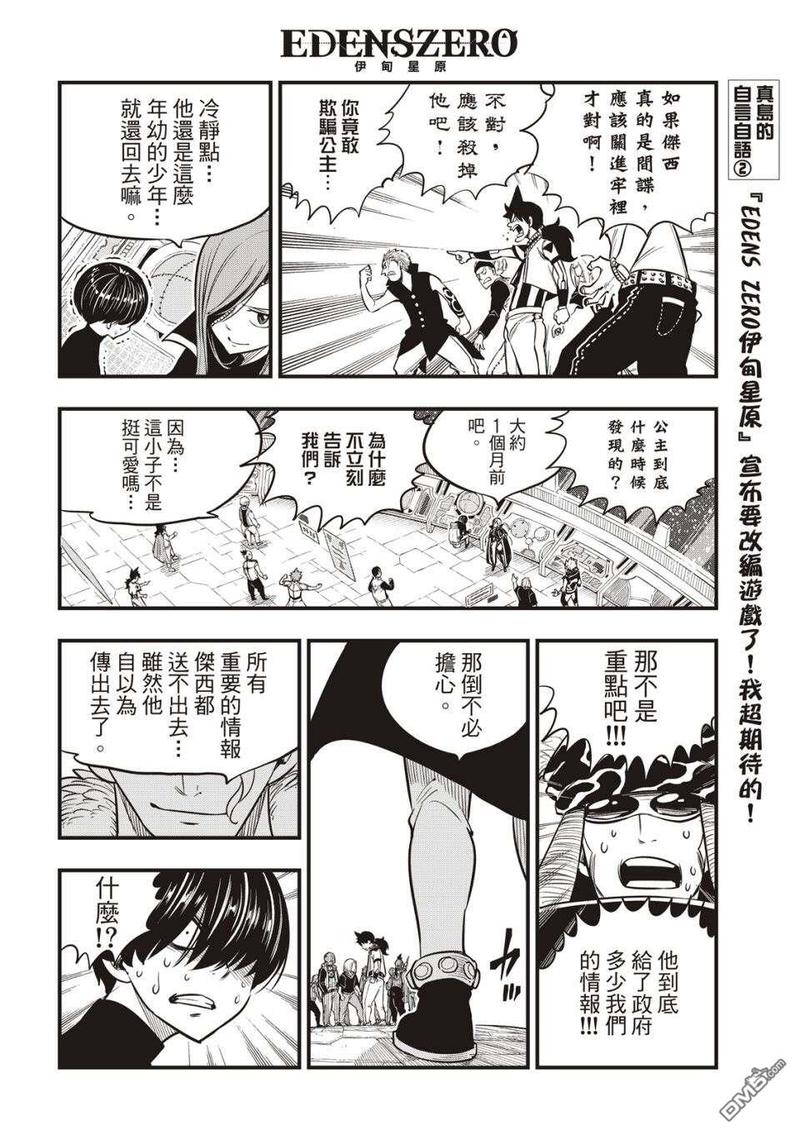 EDENSZERO
伊甸星原
真島的
自言自語②
『EDENS ZERO伊甸星原』宣布要改編遊戲了！我超期待的！
如果傑西
真的是間諜，
應該關進牢裡
才對啊！
不對，
應該殺掉
他吧！
你竟敢
欺騙公主…
冷靜點…
他還是這麼
年幼的少年…
就還回去嘛。
公主到底
什麼時候
發現的？
大約
1個月前
吧。
為什麼
不立刻
告訴
我們？
因為…
這小子不是
挺可愛嗎…
那不是
重點吧!!!
他到底
給了政府
多少我們
的情報!!!
那倒不必
擔心。
所有
重要的情報
傑西都
送不出去…
雖然他
自以為
傳出去了。
什麼!?
DM5.com